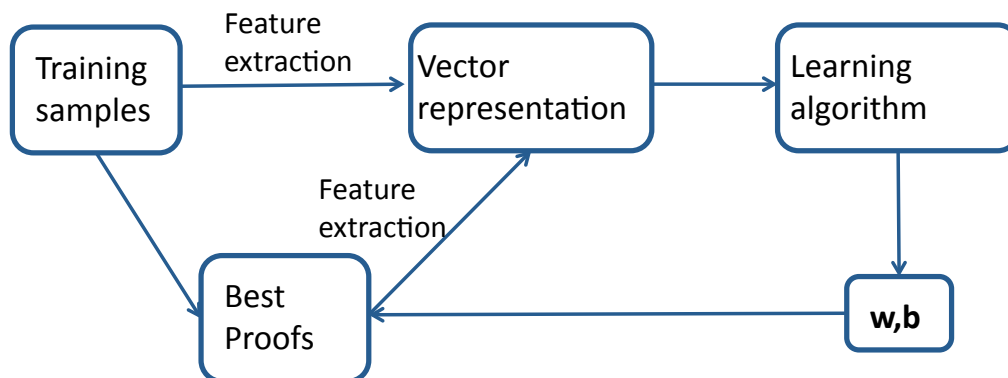 Feature
extraction
Training
samples
Vector
representation
Learning
algorithm
Feature
extraction
Best
Proofs
w,b